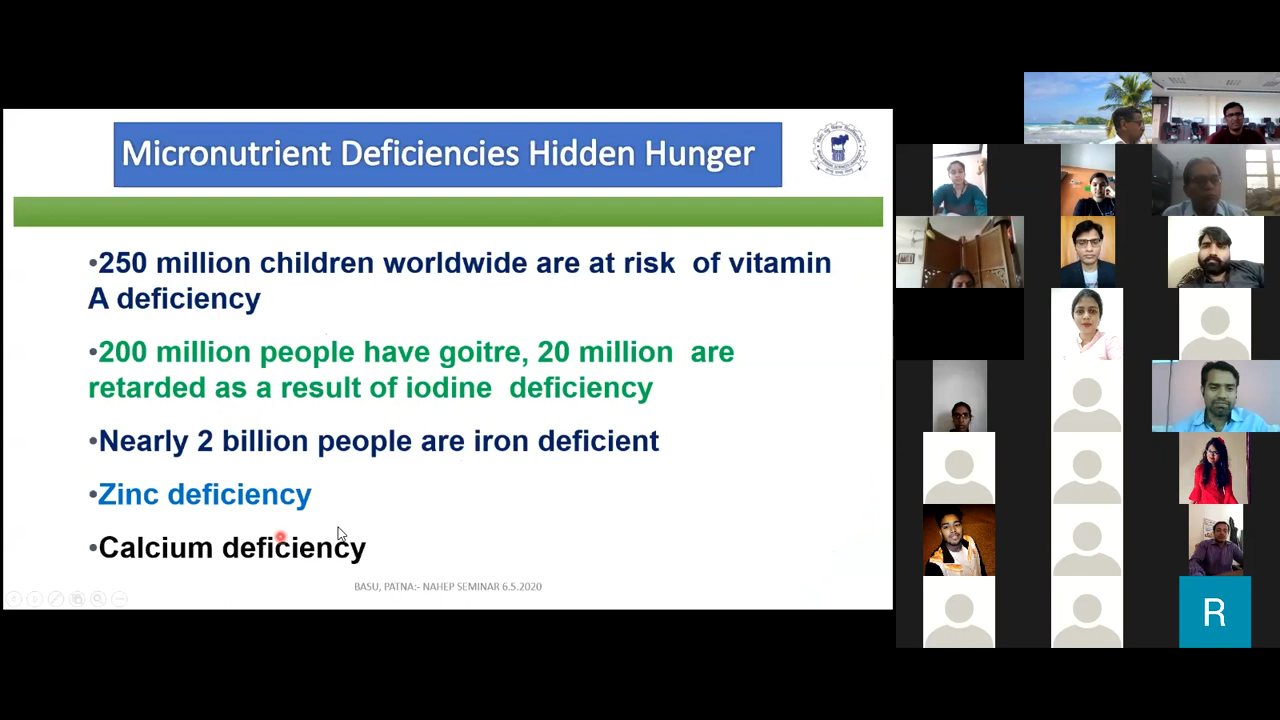 Micronutrient Deficiencies Hidden Hunger
•250 million children worldwide are at risk of vitamin
A deficiency
•200 million people have goitre, 20 million are
retarded as a result of iodine deficiency
•Nearly 2 billion people are iron deficient
•Zinc deficiency
•Calcium deficiency
BASU, PATNA:- NAHEP SEMINAR 6.5.2020
R